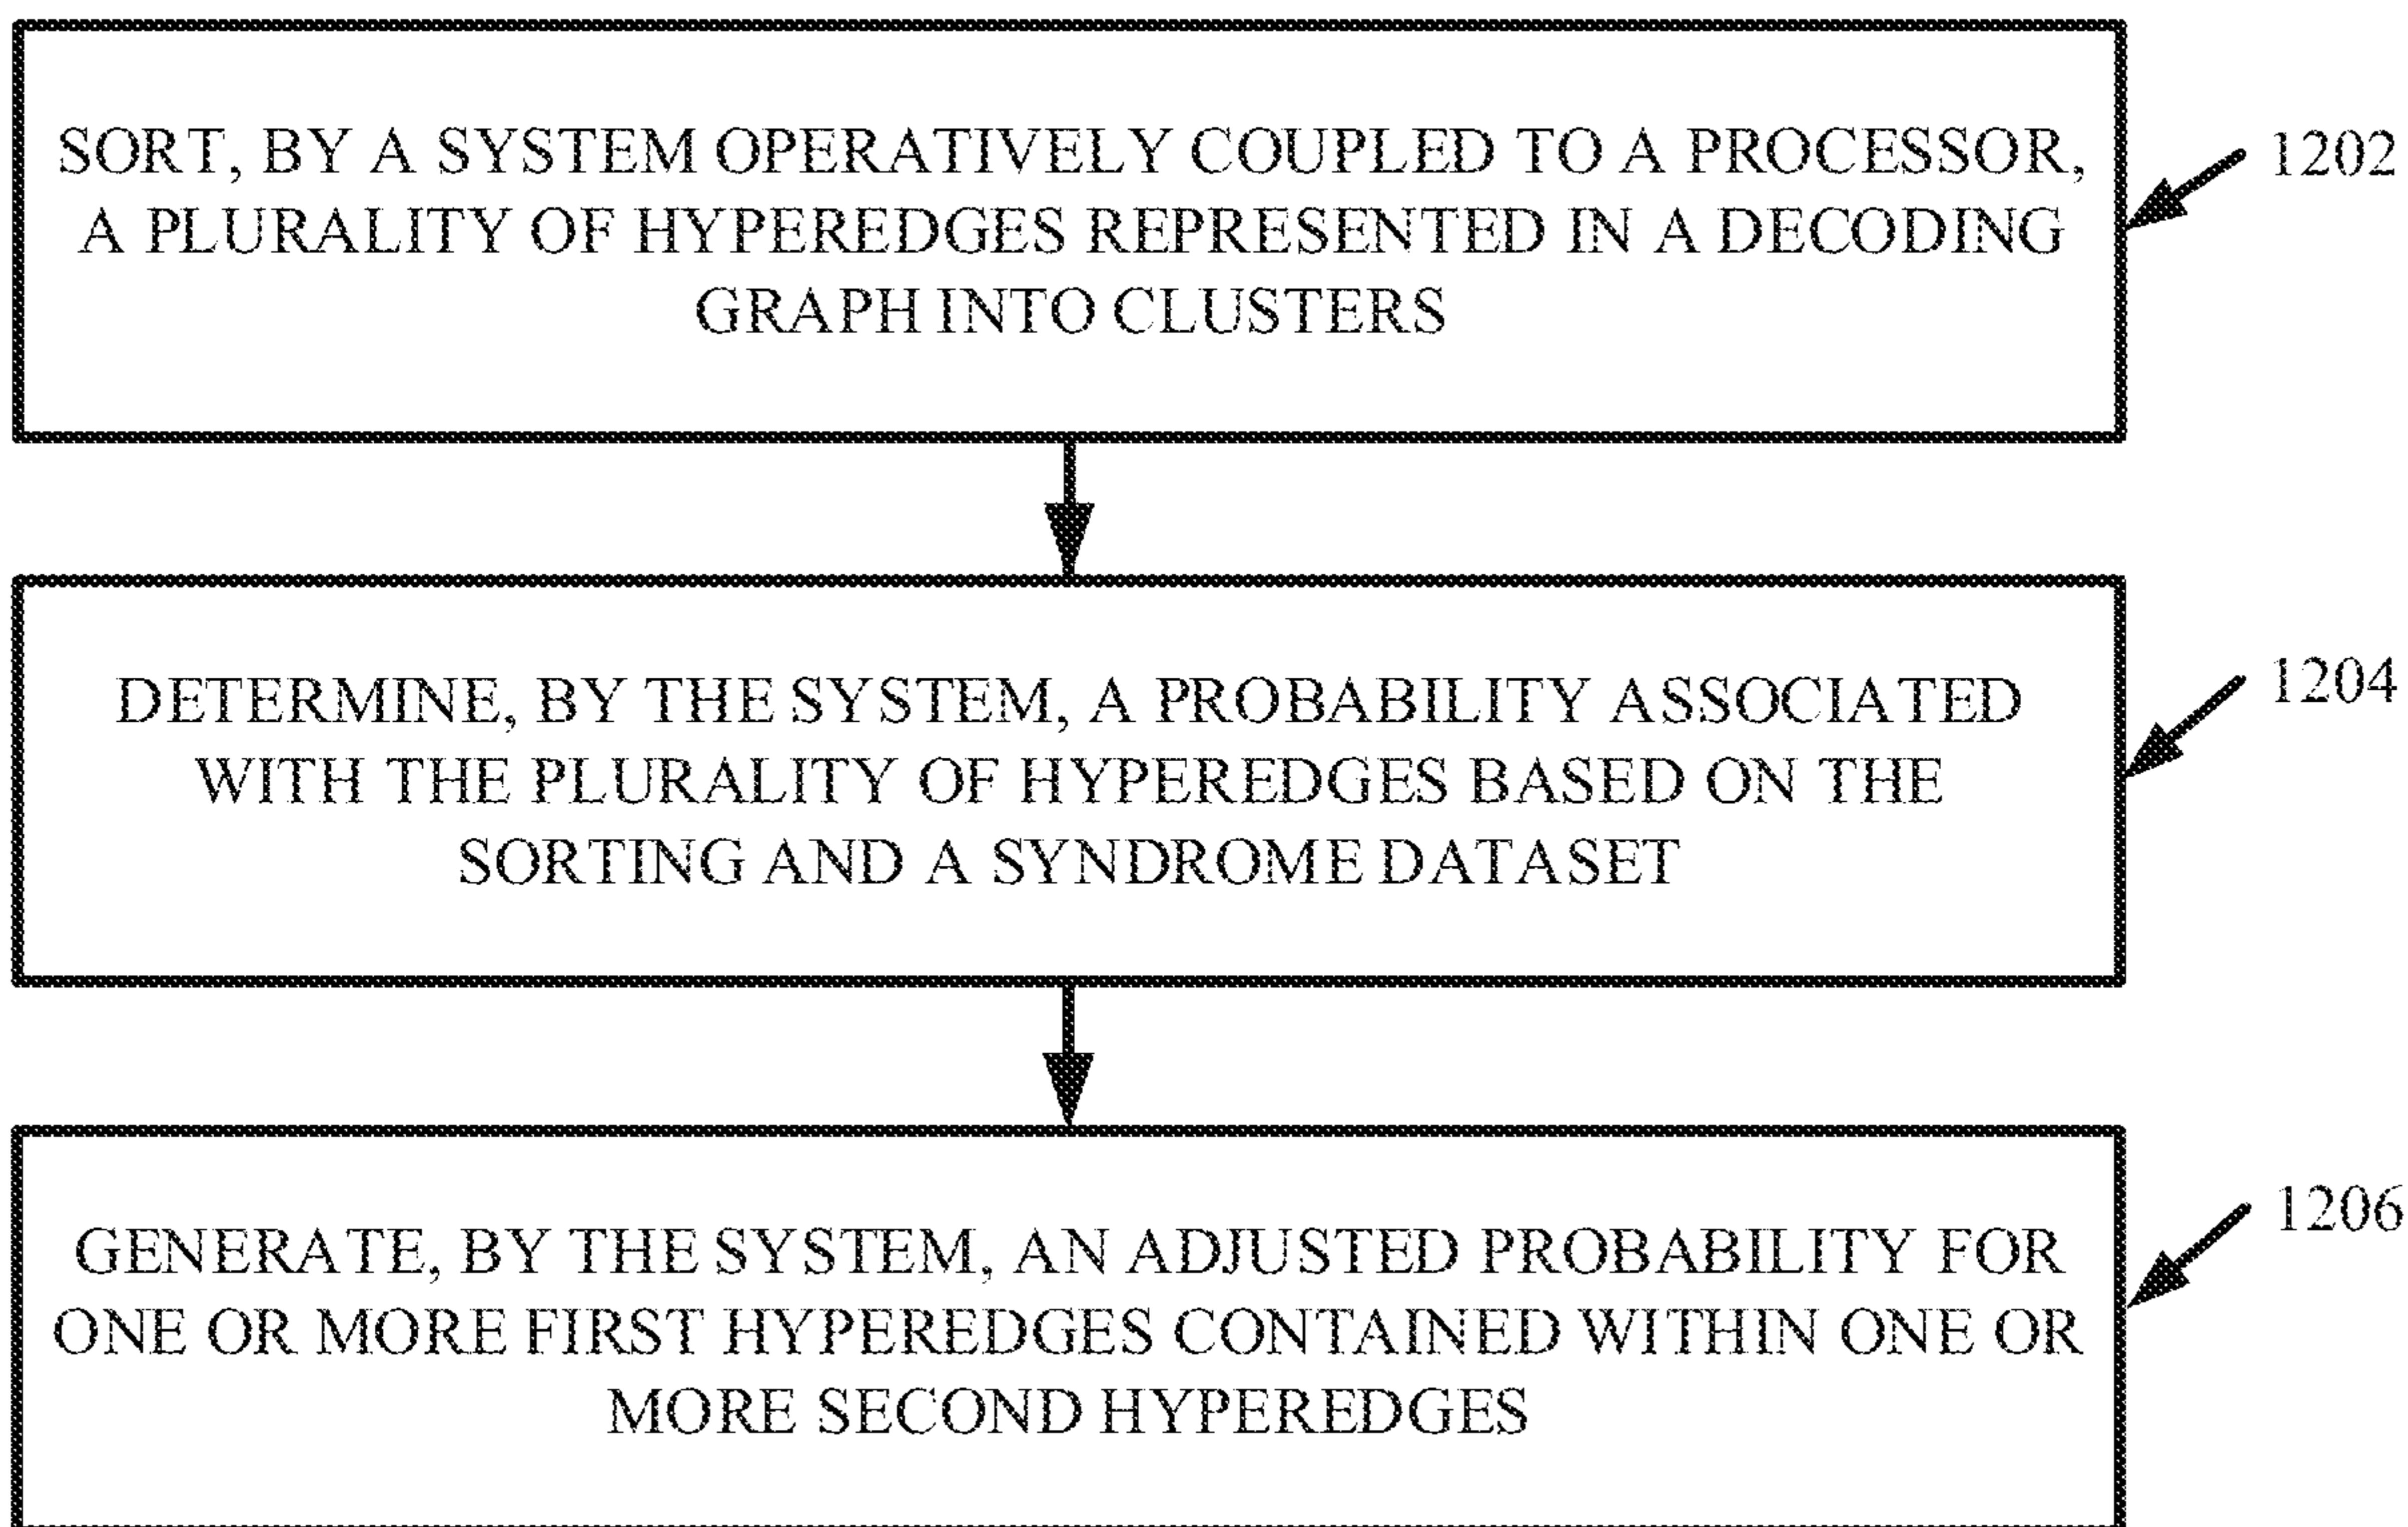 SORT, BY A SYSTEM OPERATIVELY COUPLED TO A PROCESSOR,
A PLURALITY OF HYPEREDGES REPRESENTED IN A DECODING
GRAPH INTO CLUSTERS
1202
DETERMINE, BY THE SYSTEM, A PROBABILITY ASSOCIATED
WITH THE PLURALITY OF HYPEREDGES BASED ON THE
SORTING AND A SYNDROME DATASET
1204
GENERATE, BY THE SYSTEM, AN ADJUSTED PROBABILITY FOR
ONE OR MORE FIRST HYPEREDGES CONTAINED WITHIN ONE OR
MORE SECOND HYPEREDGES
1206